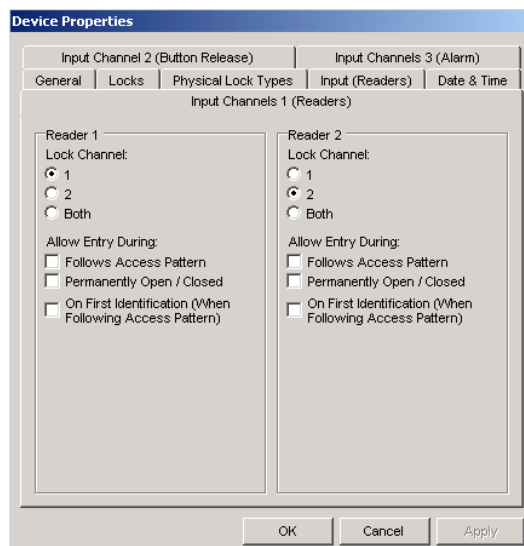 Device Properties
Input Channel 2 (Button Release)
Input Channels 3 (Alarm)
General
Locks
Physical Lock Types
Input (Readers)
Date & Time
Input Channels 1 (Readers)
Reader 1
Lock Channel:
1
2
Both
Allow Entry During:
Follows Access Pattern
Permanently Open / Closed
On First Identification (When
Following Access Pattern)
Reader 2
Lock Channel:
1
2
Both
Allow Entry During:
Follows Access Pattern
Permanently Open / Closed
On First Identification (When
Following Access Pattern)
OK
Cancel
Apply